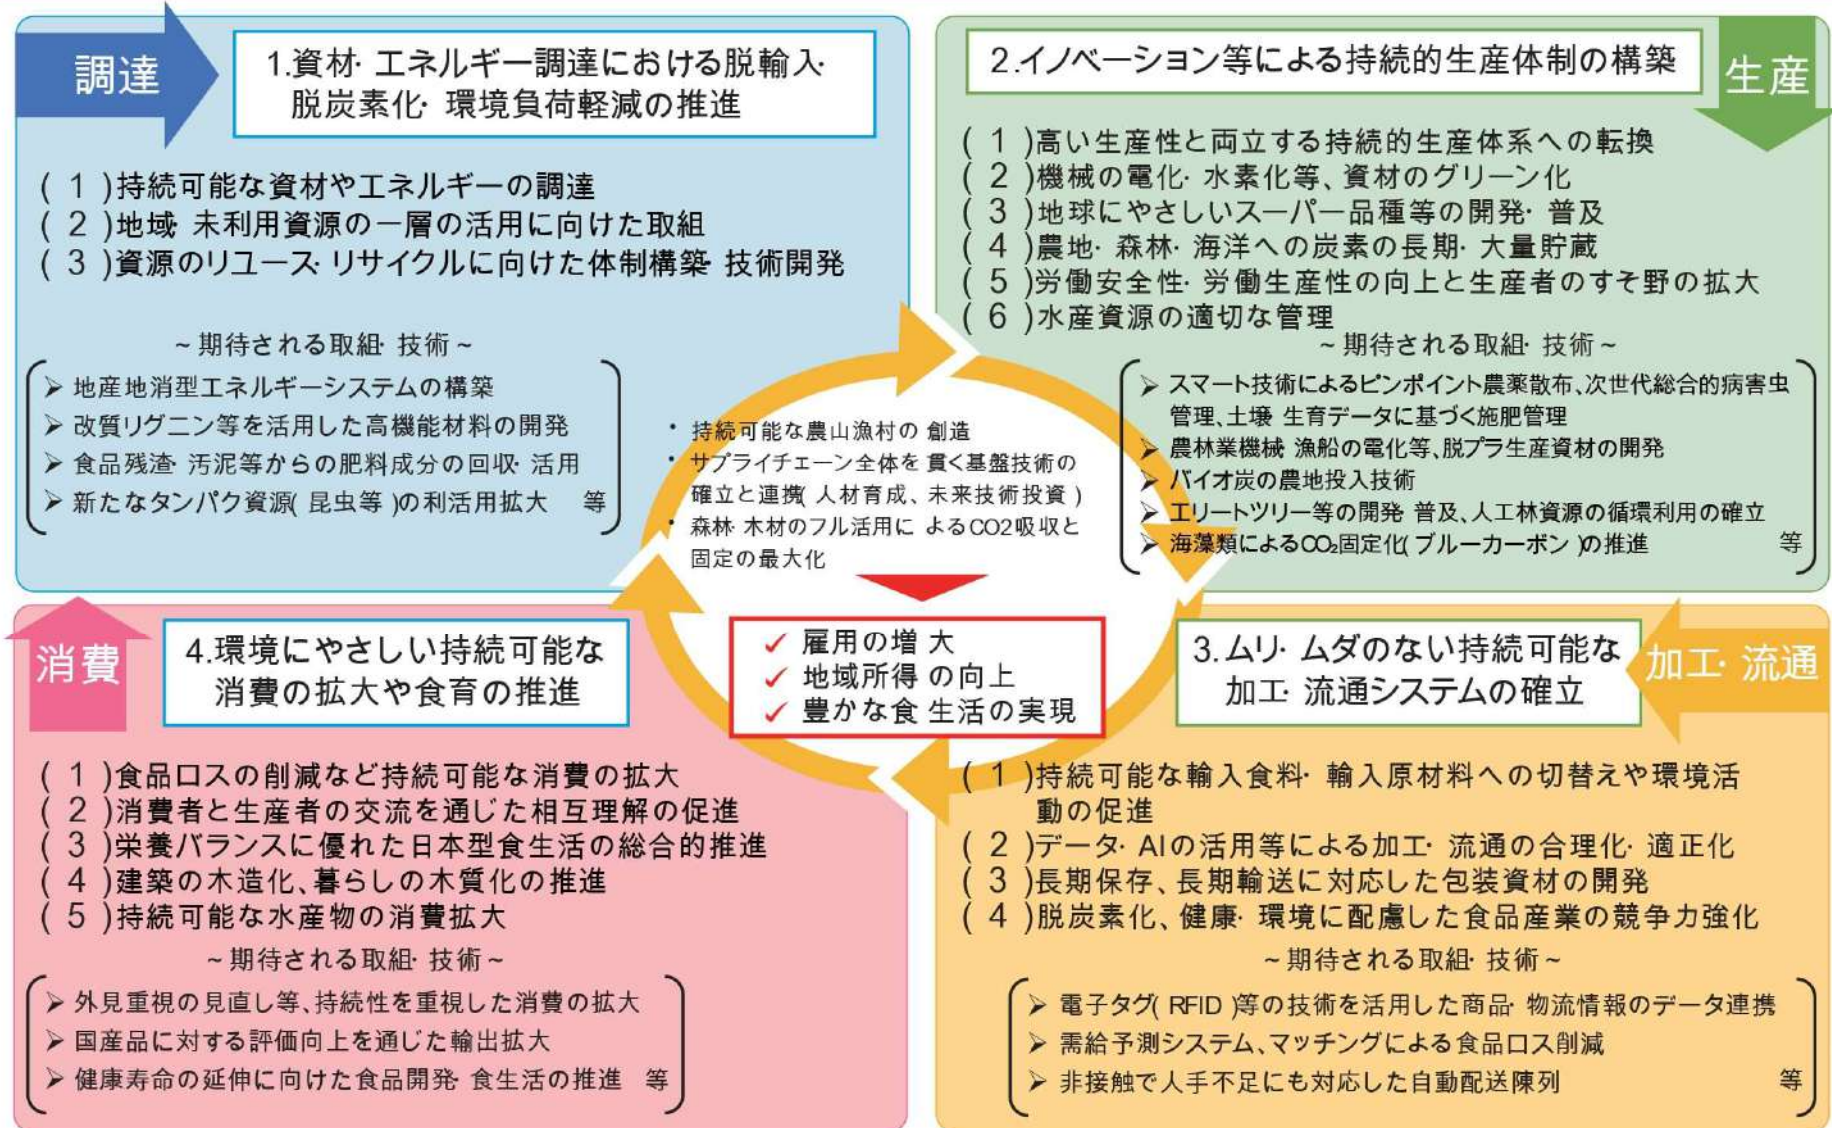 調達
1.資材・エネルギー調達における脱輸入・
脱炭素化・環境負荷軽減の推進
(1)持続可能な資材やエネルギーの調達
(2)地域・未利用資源の一層の活用に向けた取組
(3)資源のリユース・リサイクルに向けた体制構築・技術開発
~期待される取組・技術~
➢ 地産地消型エネルギーシステムの構築
➢ 改質リグニン等を活用した高機能材料の開発
➢ 食品残渣・汚泥等からの肥料成分の回収・活用
➢ 新たなタンパク資源(昆虫等)の利活用拡大 等
2.イノベーション等による持続的生産体制の構築
生産
(1)高い生産性と両立する持続的生産体系への転換
(2)機械の電化・水素化等、資材のグリーン化
(3)地球にやさしいスーパー品種等の開発・普及
(4)農地・森林・海洋への炭素の長期・大量貯蔵
(5)労働安全性・労働生産性の向上と生産者のすそ野の拡大
(6)水産資源の適切な管理
~期待される取組・技術~
➢ スマート技術によるピンポイント農薬散布、次世代総合的病害虫
管理、土壌・生育データに基づく施肥管理
➢ 農林業機械・漁船の電化等、脱プラ生産資材の開発
➢ バイオ炭の農地投入技術
➢ エリートツリー等の開発・普及、人工林資源の循環利用の確立
➢ 海藻類によるCO₂固定化(ブルーカーボン)の推進 等
・持続可能な農山漁村の創造
・サプライチェーン全体を貫く基盤技術の
確立と連携(人材育成、未来技術投資)
・森林・木材のフル活用によるCO2吸収と
固定の最大化
✓ 雇用の増大
✓ 地域所得の向上
✓ 豊かな食生活の実現
3.ムリ・ムダのない持続可能な
加工・流通システムの確立
加工・流通
(1)持続可能な輸入食料・輸入原材料への切替えや環境活
動の促進
(2)データ・AIの活用等による加工・流通の合理化・適正化
(3)長期保存、長期輸送に対応した包装資材の開発
(4)脱炭素化、健康・環境に配慮した食品産業の競争力強化
~期待される取組・技術~
➢ 電子タグ(RFID)等の技術を活用した商品・物流情報のデータ連携
➢ 需給予測システム、マッチングによる食品ロス削減
➢ 非接触で人手不足にも対応した自動配送陳列 等
消費
4.環境にやさしい持続可能な
消費の拡大や食育の推進
(1)食品ロスの削減など持続可能な消費の拡大
(2)消費者と生産者の交流を通じた相互理解の促進
(3)栄養バランスに優れた日本型食生活の総合的推進
(4)建築の木造化、暮らしの木質化の推進
(5)持続可能な水産物の消費拡大
~期待される取組・技術~
➢ 外見重視の見直し等、持続性を重視した消費の拡大
➢ 国産品に対する評価向上を通じた輸出拡大
➢ 健康寿命の延伸に向けた食品開発・食生活の推進 等